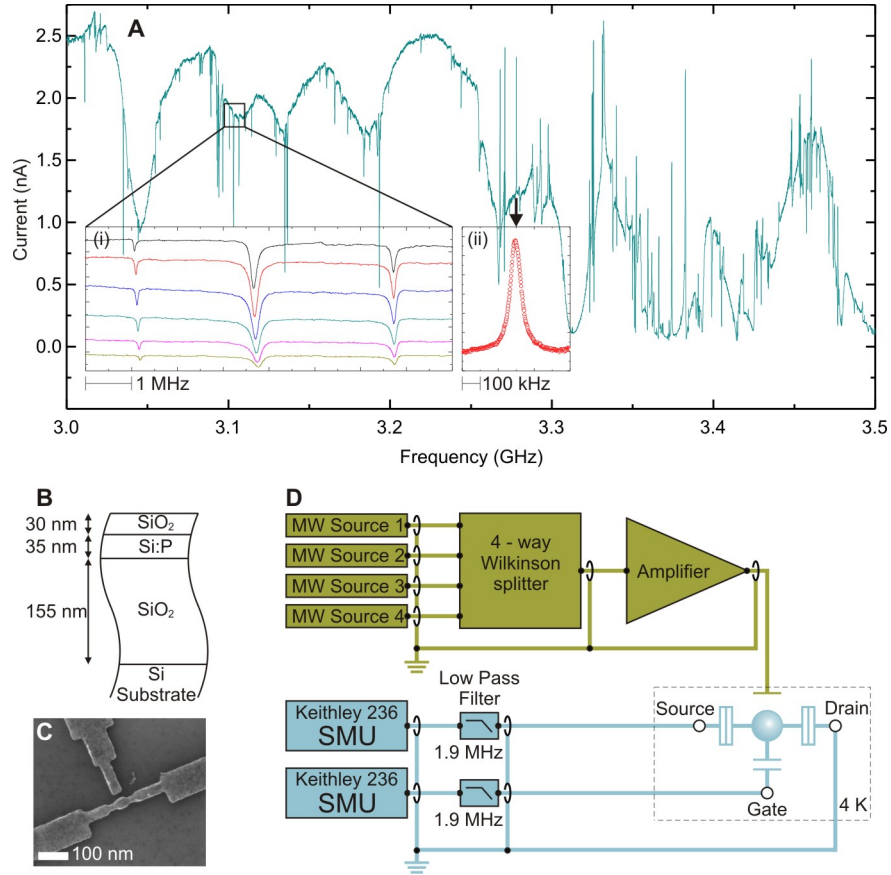 A
2.5
2.0
1.5
1.0
0.5
0.0
Current (nA)
(i)
(ii)
1 MHz
100 kHz
3.0
3.1
3.2
3.3
3.4
3.5
Frequency (GHz)
B
30 nm
35 nm
155 nm
SiO₂
Si:P
SiO₂
Si
Substrate
C
100 nm
D
MW Source 1
MW Source 2
MW Source 3
MW Source 4
4 - way
Wilkinson
splitter
Amplifier
Low Pass
Filter
Keithley 236
SMU
1.9 MHz
Keithley 236
SMU
1.9 MHz
Source
Drain
Gate
4 K